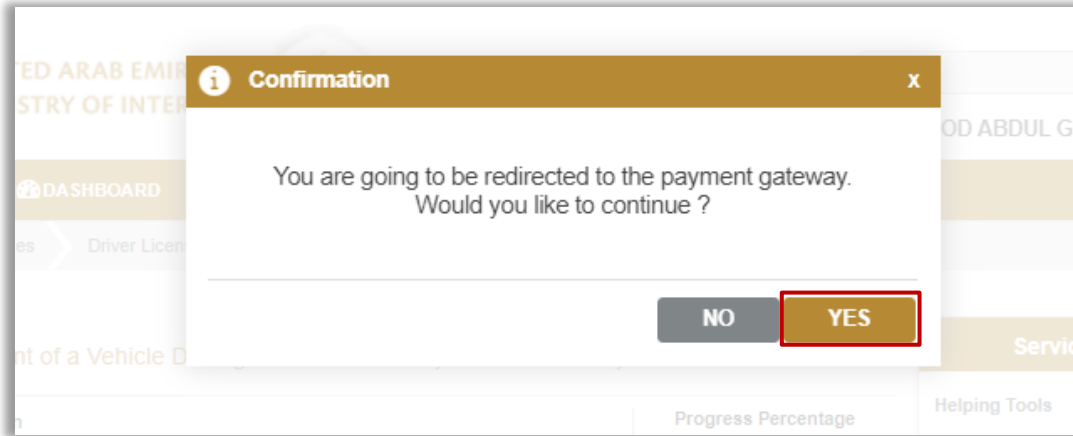 TED ARAB EMIR
STRY OF INTER
i Confirmation x
OD ABDUL G
You are going to be redirected to the payment gateway.
Would you like to continue ?
DASHBOARD
es Driver Licen
NO YES
nt of a Vehicle D
Servic
Progress Percentage
Helping Tools